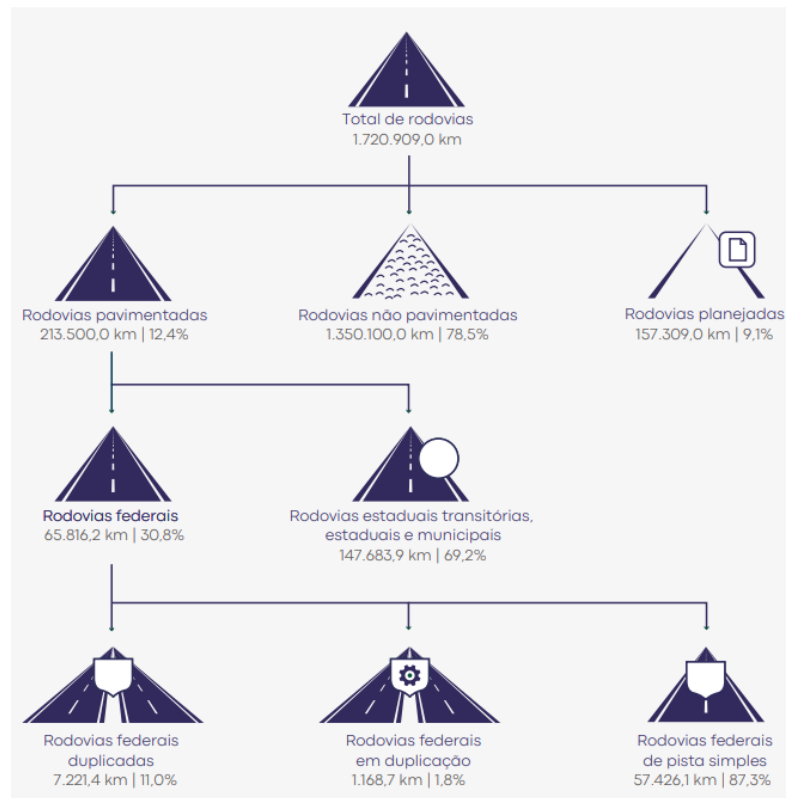 Total de rodovias
1.720.909,0 km
Rodovias pavimentadas
213.500,0 km | 12,4%
Rodovias não pavimentadas
1.350.100,0 km | 78,5%
Rodovias planejadas
157.309,0 km | 9,1%
Rodovias federais
65.816,2 km | 30,8%
Rodovias estaduais transitórias,
estaduais e municipais
147.683,9 km | 69,2%
Rodovias federais
duplicadas
7.221,4 km | 11,0%
Rodovias federais
em duplicação
1.168,7 km | 1,8%
Rodovias federais
de pista simples
57.426,1 km | 87,3%